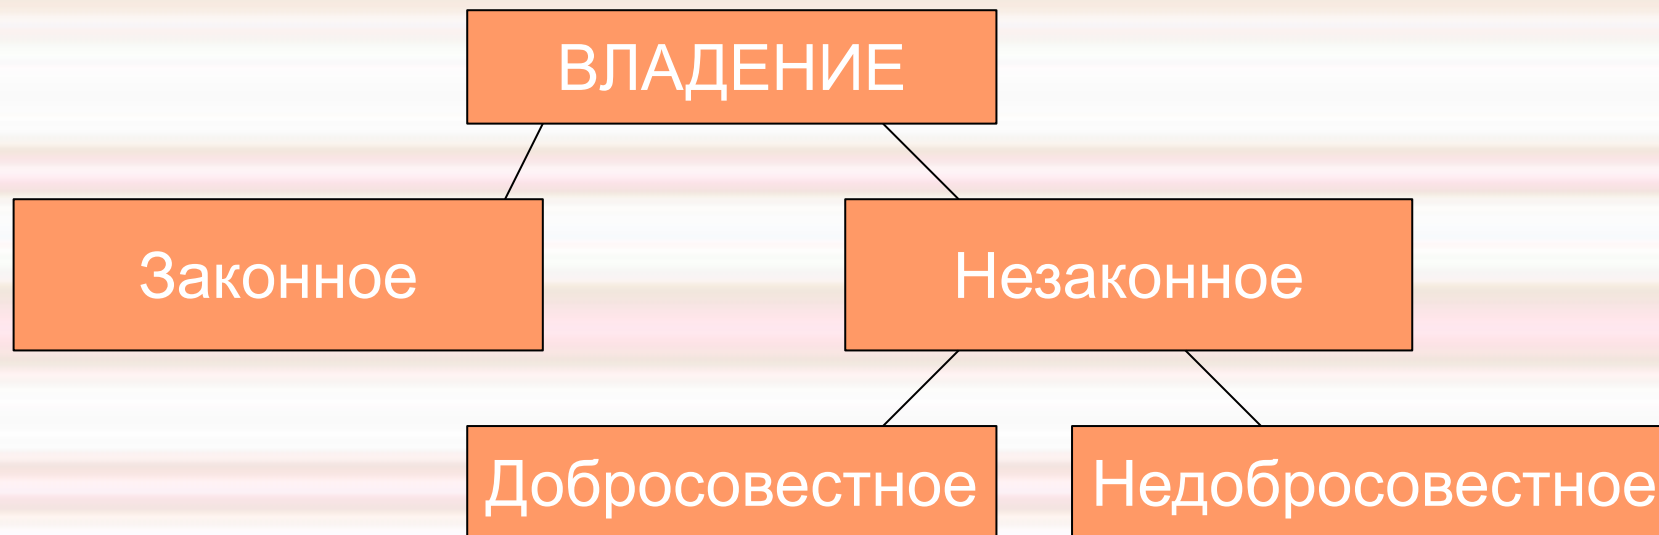 ВЛАДЕНИЕ
Законное
Незаконное
Добросовестное
Недобросовестное